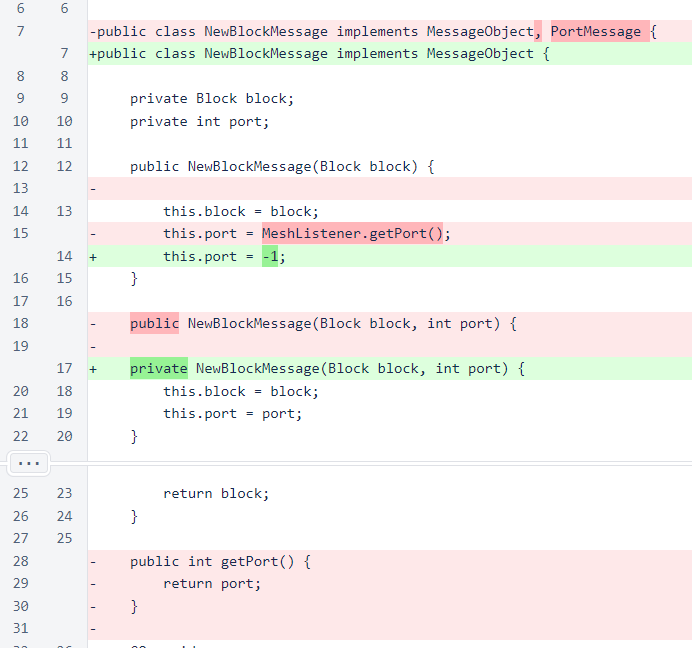 6 6
7 -public class NewBlockMessage implements MessageObject, PortMessage {
7 +public class NewBlockMessage implements MessageObject {
8 8
9 9 private Block block;
10 10 private int port;
11 11
12 12 public NewBlockMessage(Block block) {
13 -
14 13 this.block = block;
15 - this.port = MeshListener.getPort();
14 + this.port = -1;
16 15 }
17 16
18 - public NewBlockMessage(Block block, int port) {
19 -
17 + private NewBlockMessage(Block block, int port) {
20 18 this.block = block;
21 19 this.port = port;
22 20 }
...
25 23 return block;
26 24 }
27 25
28 - public int getPort() {
29 - return port;
30 - }
31 -